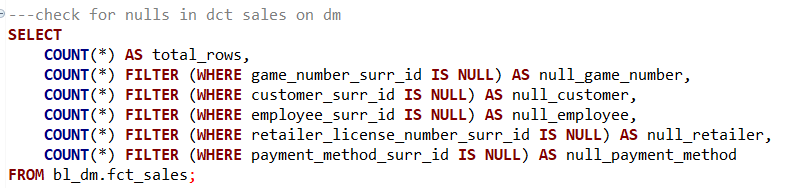 ---check for nulls in dct sales on dm
SELECT
    COUNT(*) AS total_rows,
    COUNT(*) FILTER (WHERE game_number_surr_id IS NULL) AS null_game_number,
    COUNT(*) FILTER (WHERE customer_surr_id IS NULL) AS null_customer,
    COUNT(*) FILTER (WHERE employee_surr_id IS NULL) AS null_employee,
    COUNT(*) FILTER (WHERE retailer_license_number_surr_id IS NULL) AS null_retailer,
    COUNT(*) FILTER (WHERE payment_method_surr_id IS NULL) AS null_payment_method
FROM bl_dm.fct_sales;